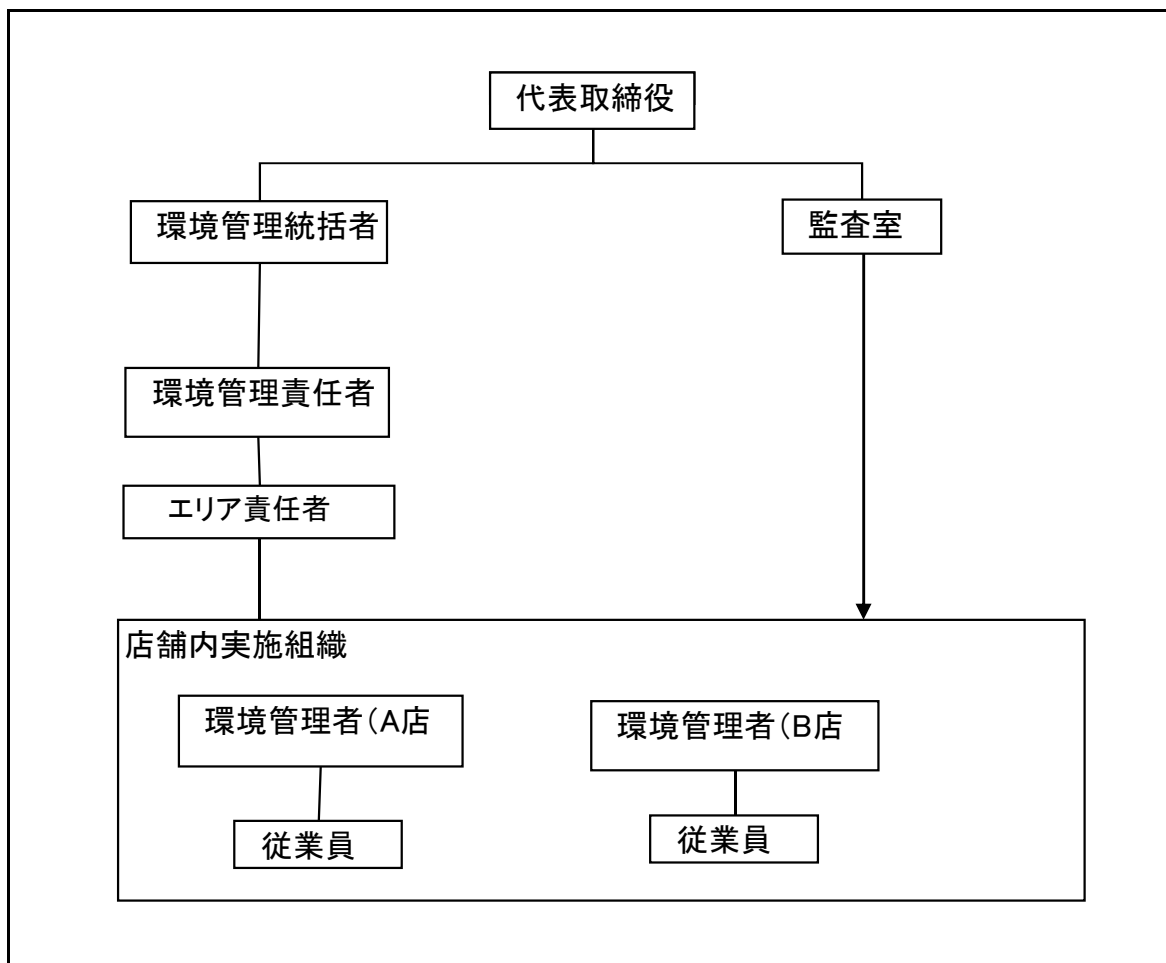 代表取締役
環境管理統括者
監査室
環境管理責任者
エリア責任者
店舗内実施組織
環境管理者（A店
環境管理者（B店
従業員
従業員